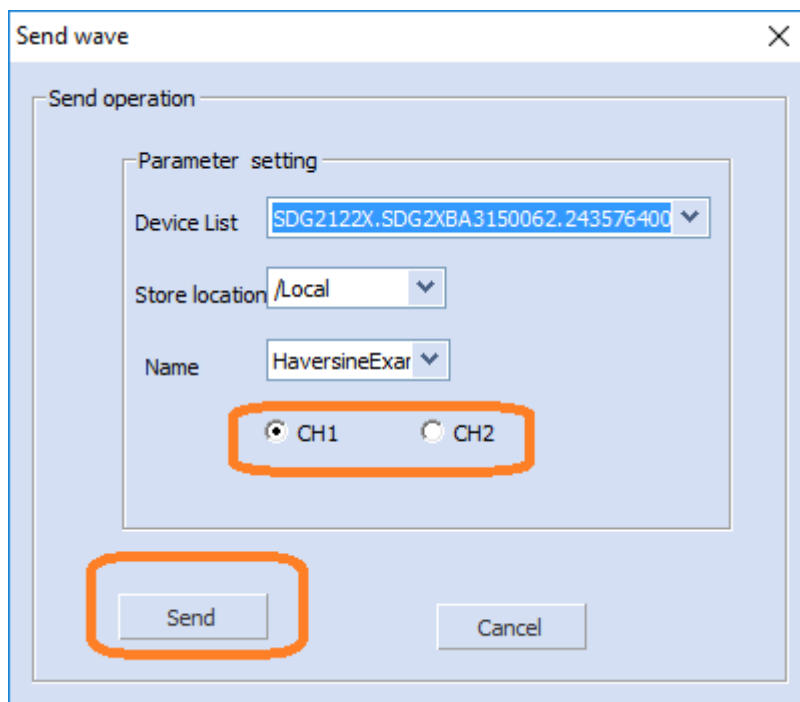 Send wave
Send operation
Parameter setting
Device List SDG2122X.SDG2XBA3150062.243576400
Store location /Local
Name HaversineExar
CH1 CH2
Send Cancel